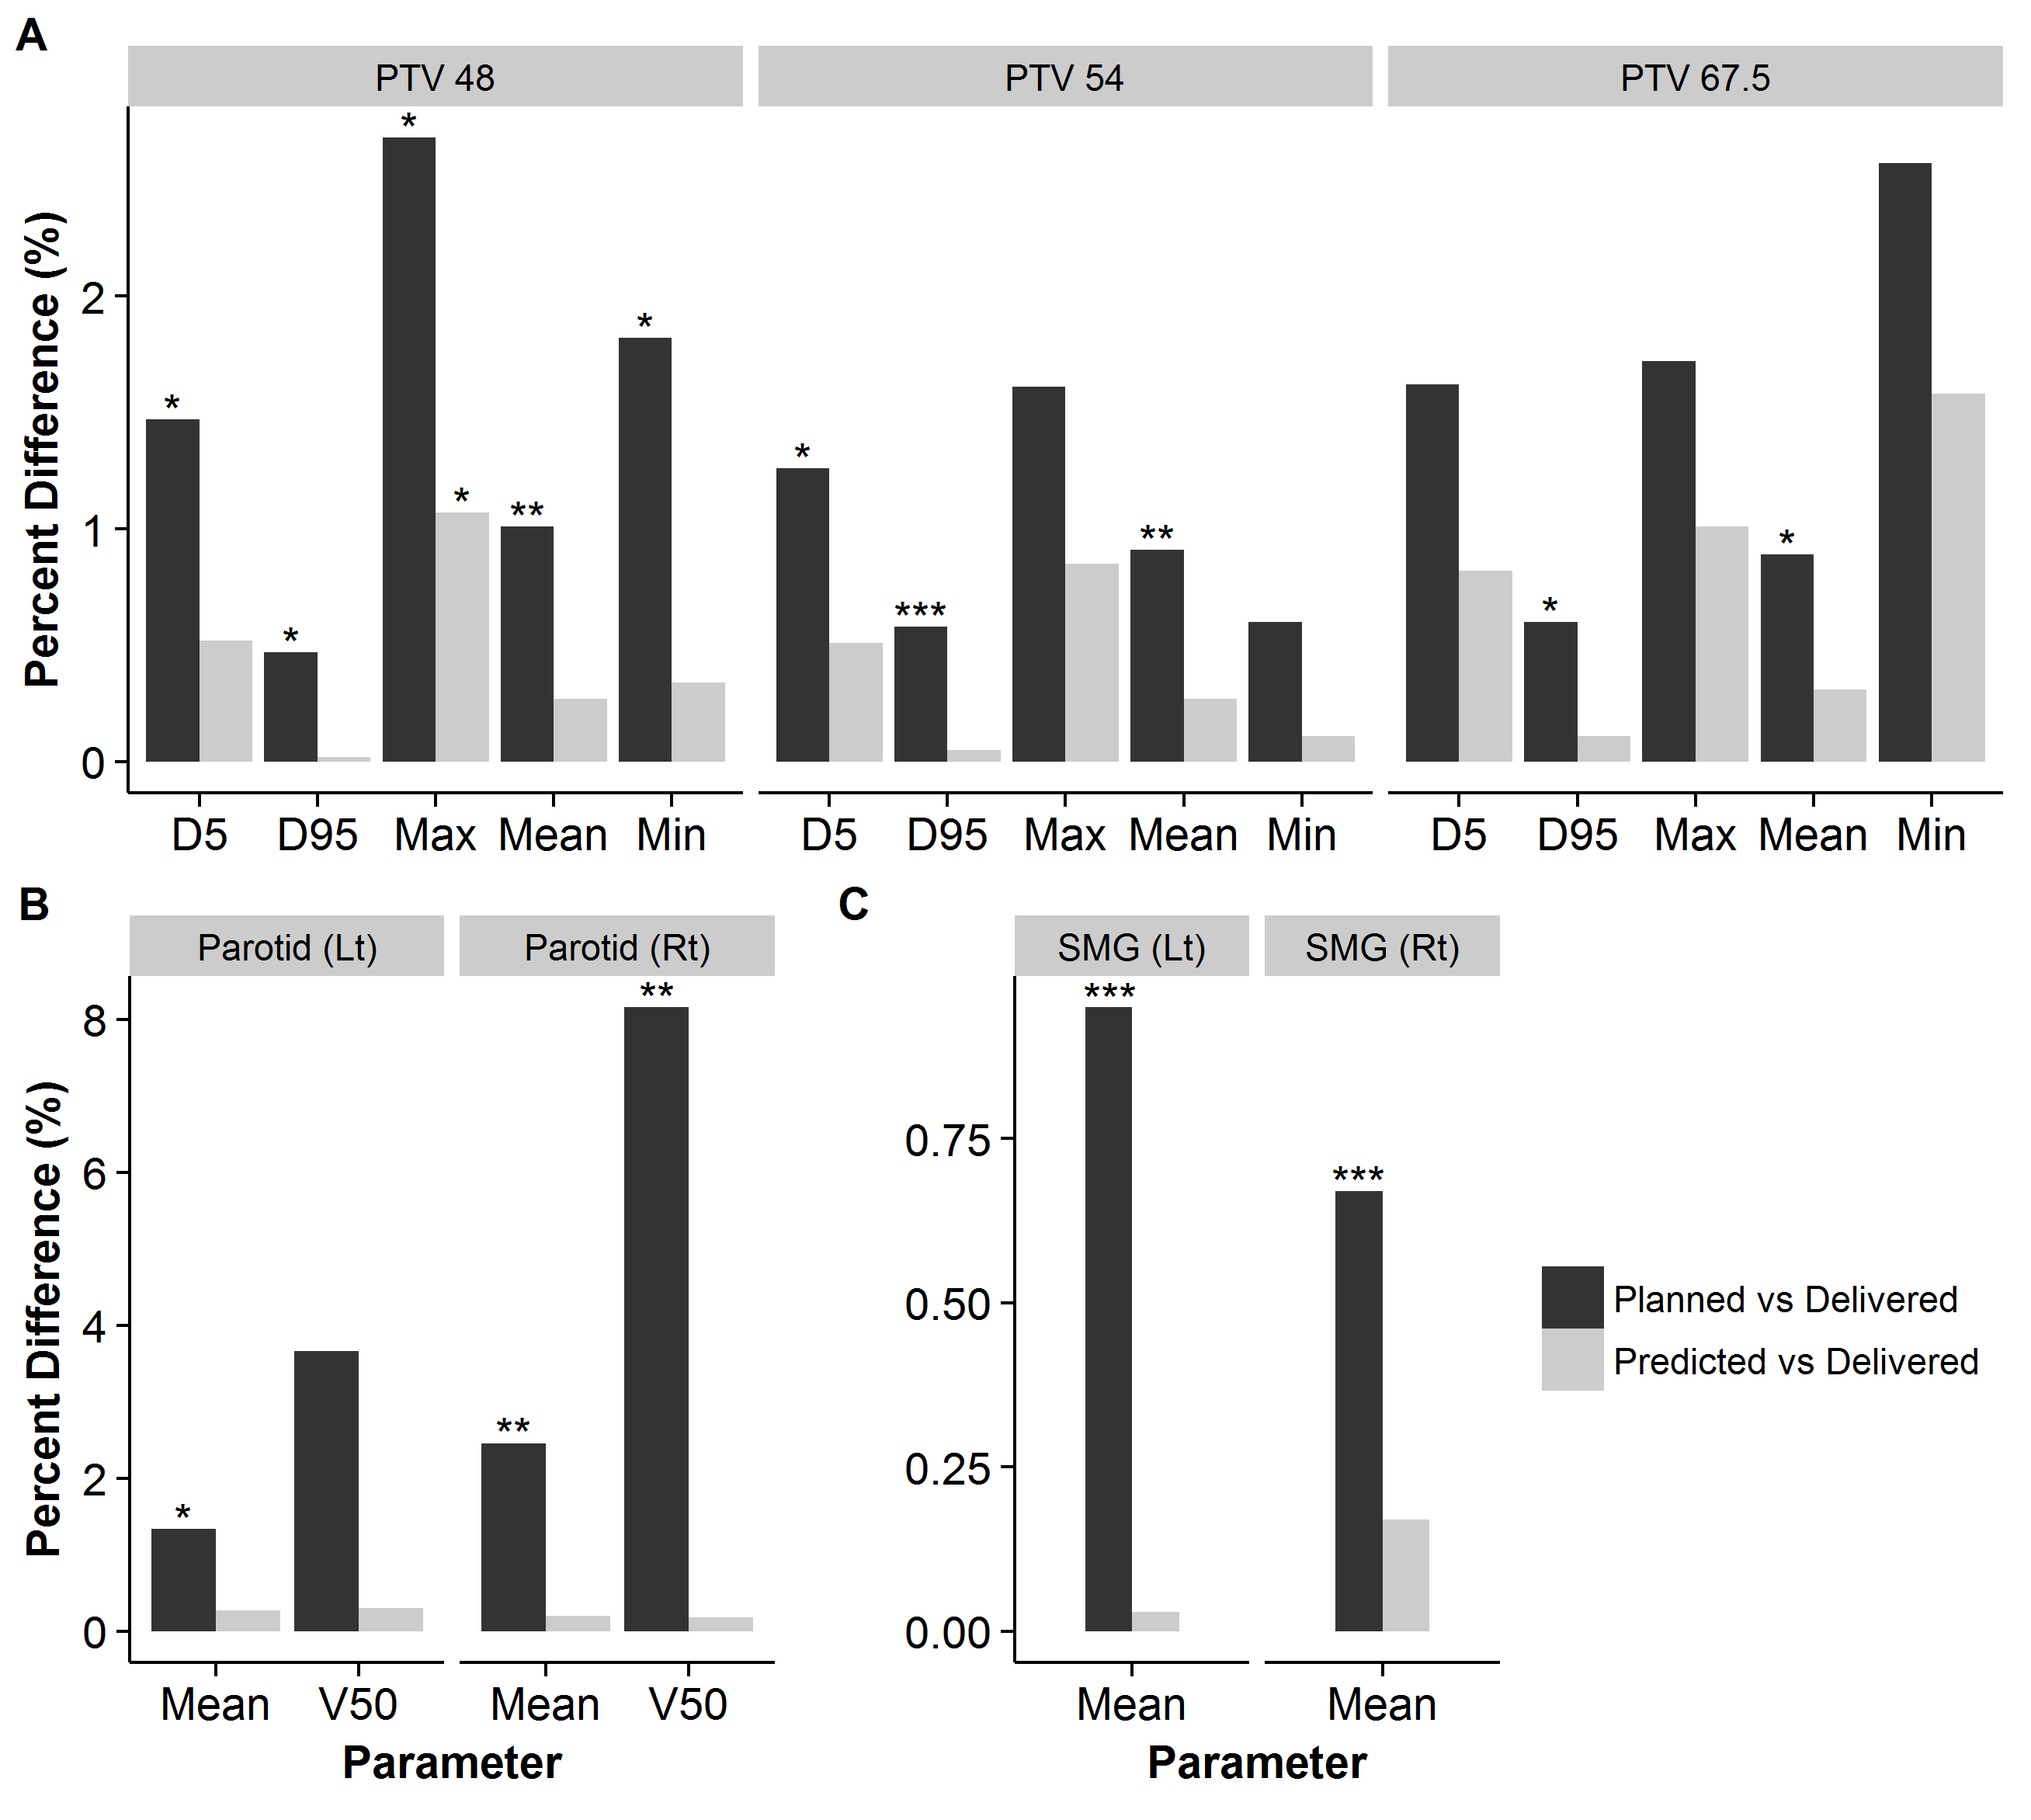 A
PTV 48 PTV 54 PTV 67.5
Percent Difference (%)
2
1
0
* * * * ** * * *** ** * *
D5 D95 Max Mean Min D5 D95 Max Mean Min D5 D95 Max Mean Min
B
Parotid (Lt) Parotid (Rt)
Percent Difference (%)
8
6
4
2
0
* ** **
Mean V50 Mean V50
Parameter
C
SMG (Lt) SMG (Rt)
0.75
0.50
0.25
0.00
*** ***
Mean Mean
Parameter
Planned vs Delivered
Predicted vs Delivered